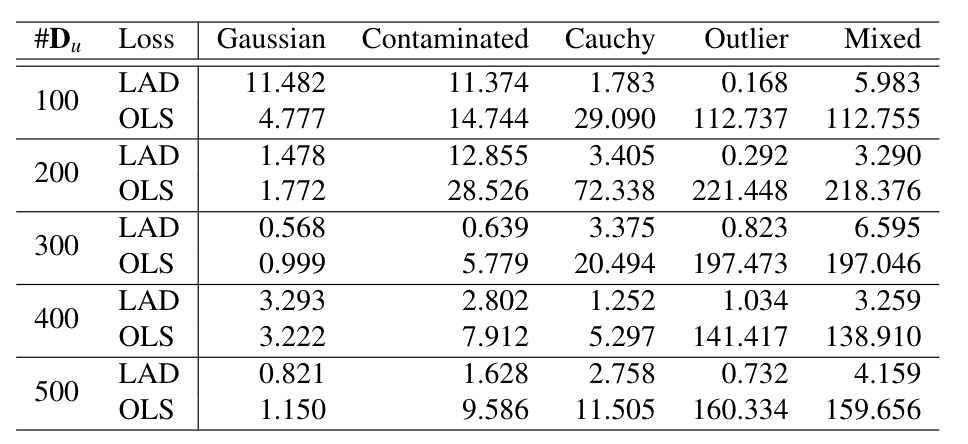 #Du Loss Gaussian Contaminated Cauchy Outlier Mixed
100 LAD 11.482 11.374 1.783 0.168 5.983
OLS 4.777 14.744 29.090 112.737 112.755
200 LAD 1.478 12.855 3.405 0.292 3.290
OLS 1.772 28.526 72.338 221.448 218.376
300 LAD 0.568 0.639 3.375 0.823 6.595
OLS 0.999 5.779 20.494 197.473 197.046
400 LAD 3.293 2.802 1.252 1.034 3.259
OLS 3.222 7.912 5.297 141.417 138.910
500 LAD 0.821 1.628 2.758 0.732 4.159
OLS 1.150 9.586 11.505 160.334 159.656